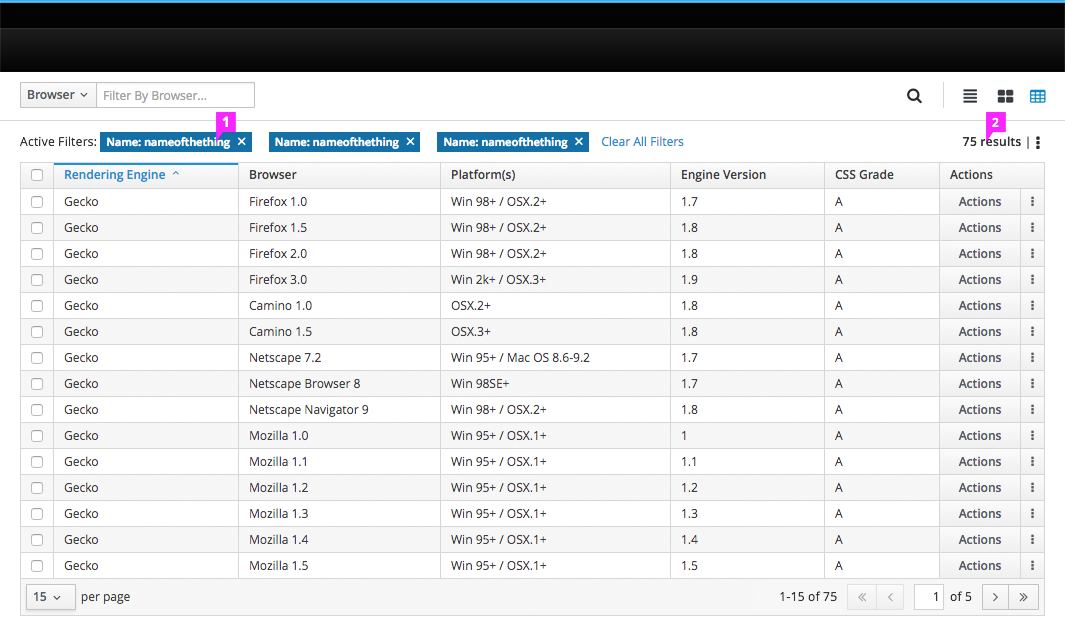 Browser Filter By Browser...
1 2
Active Filters: Name: nameofthething × Name: nameofthething × Name: nameofthething × Clear All Filters 75 results |
Rendering Engine Browser Platform(s) Engine Version CSS Grade Actions
Gecko Firefox 1.0 Win 98+ / OSX.2+ 1.7 A Actions
Gecko Firefox 1.5 Win 98+ / OSX.2+ 1.8 A Actions
Gecko Firefox 2.0 Win 98+ / OSX.2+ 1.8 A Actions
Gecko Firefox 3.0 Win 2k+ / OSX.3+ 1.9 A Actions
Gecko Camino 1.0 OSX.2+ 1.8 A Actions
Gecko Camino 1.5 OSX.3+ 1.8 A Actions
Gecko Netscape 7.2 Win 95+ / Mac OS 8.6-9.2 1.7 A Actions
Gecko Netscape Browser 8 Win 98SE+ 1.7 A Actions
Gecko Netscape Navigator 9 Win 98+ / OSX.2+ 1.8 A Actions
Gecko Mozilla 1.0 Win 95+ / OSX.1+ 1 A Actions
Gecko Mozilla 1.1 Win 95+ / OSX.1+ 1.1 A Actions
Gecko Mozilla 1.2 Win 95+ / OSX.1+ 1.2 A Actions
Gecko Mozilla 1.3 Win 95+ / OSX.1+ 1.3 A Actions
Gecko Mozilla 1.4 Win 95+ / OSX.1+ 1.4 A Actions
Gecko Mozilla 1.5 Win 95+ / OSX.1+ 1.5 A Actions
15 per page 1-15 of 75 « ‹ 1 of 5 › »